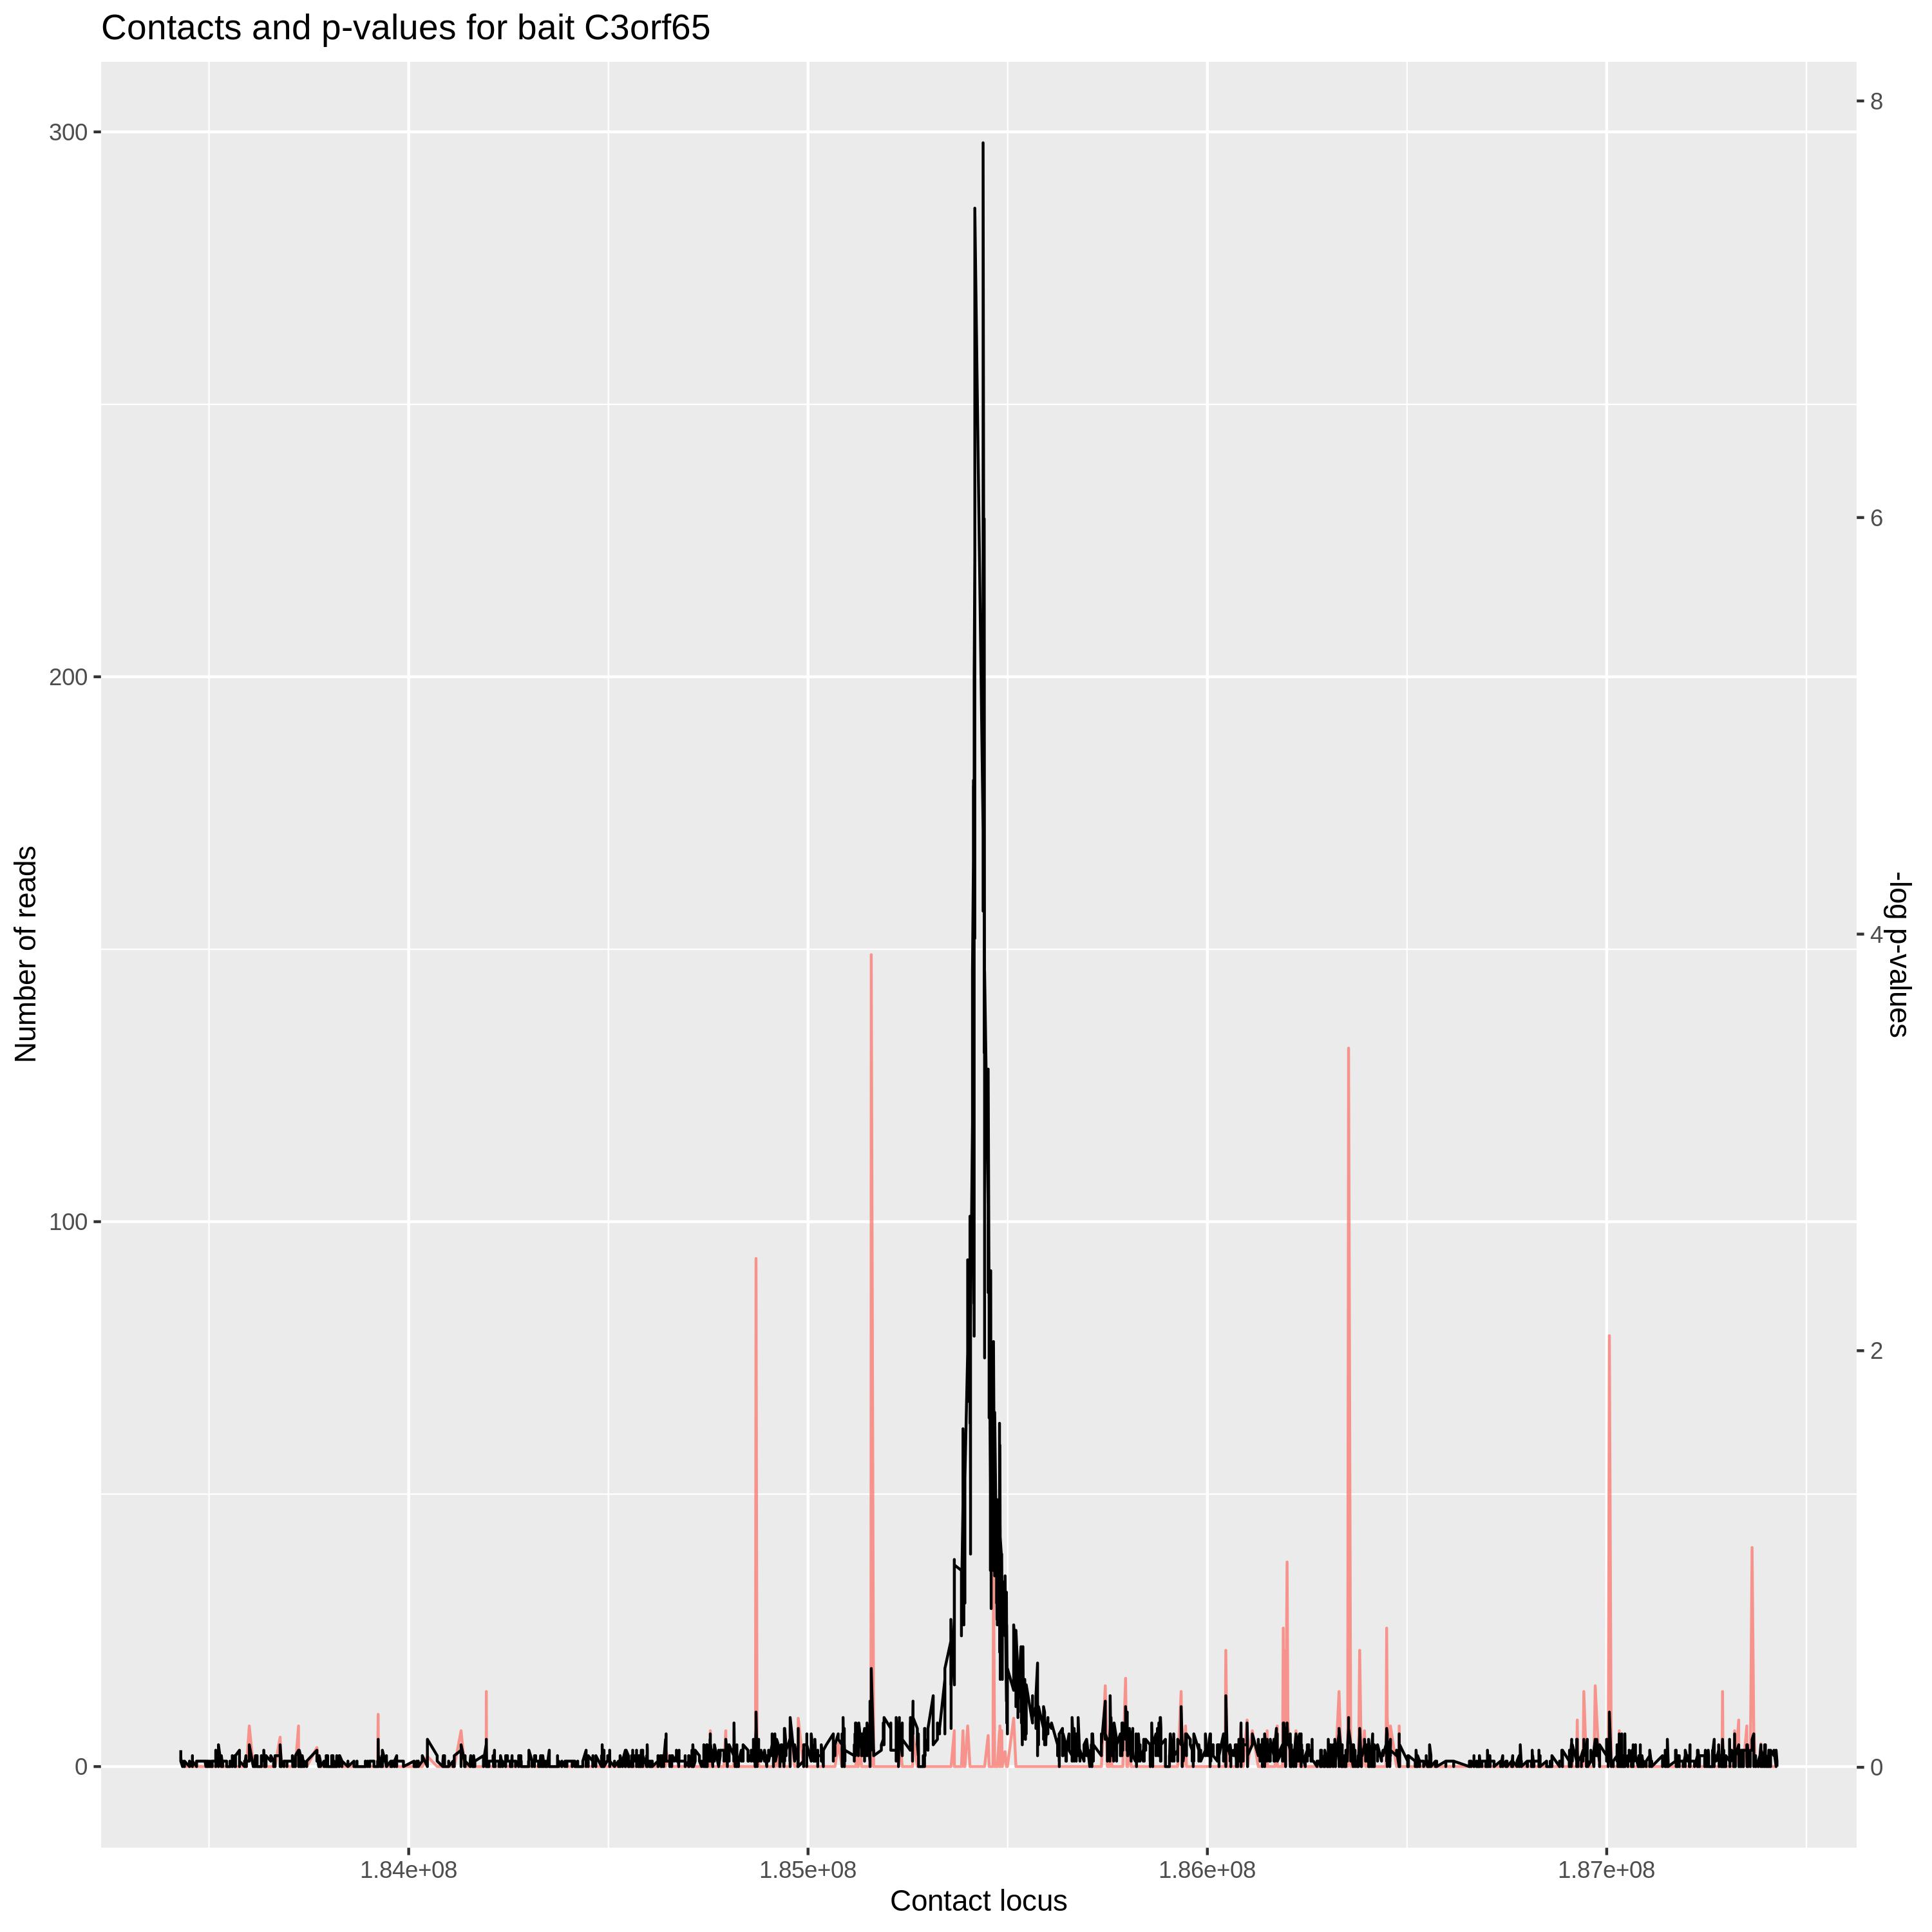 Contacts and p-values for bait C3orf65
300
200
100
0
8
6
4
2
0
Number of reads
-log p-values
1.84e+08 1.85e+08 1.86e+08 1.87e+08
Contact locus